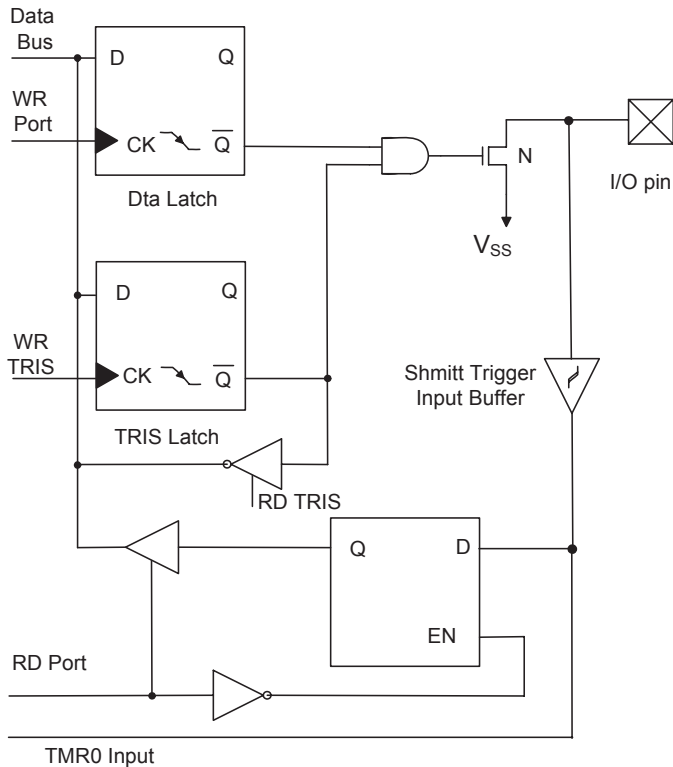 Data
Bus
D
Q
WR
Port
CK
Q
N
I/O pin
Dta Latch
VSS
D
Q
WR
TRIS
CK
Q
Shmitt Trigger
Input Buffer
TRIS Latch
RD TRIS
Q
D
EN
RD Port
TMR0 Input